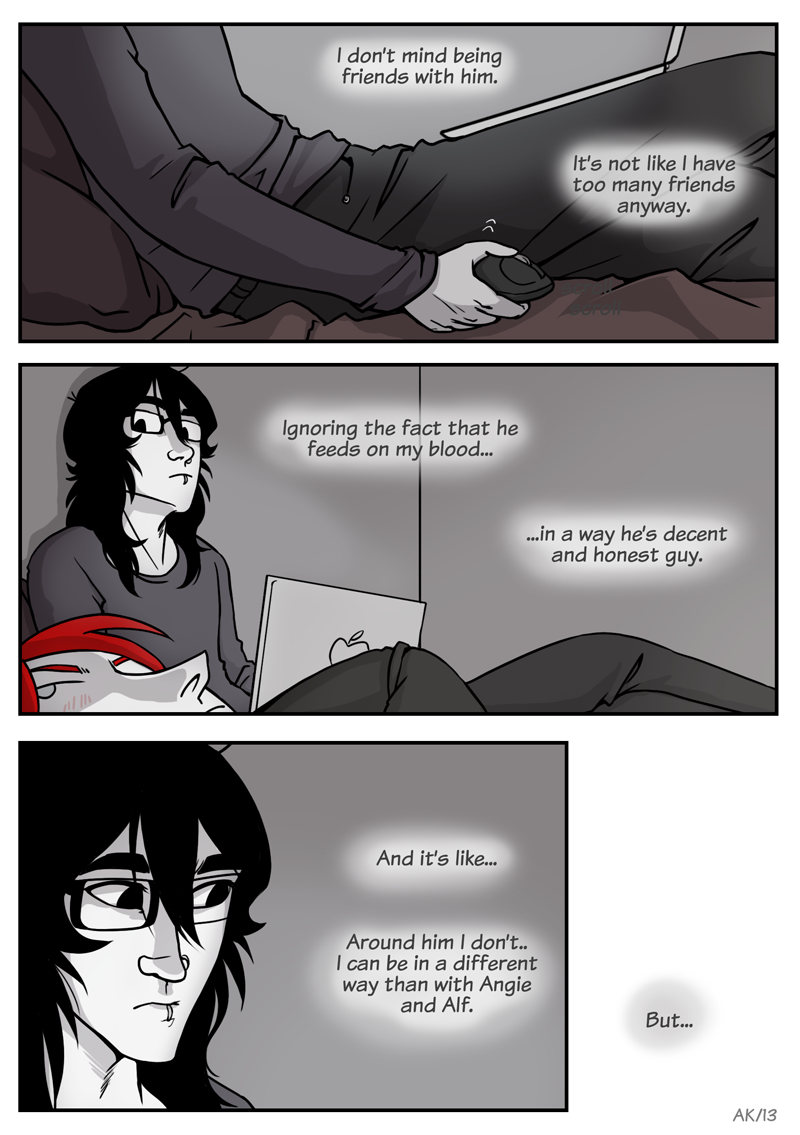 I don't mind being
friends with him.
It's not like I have
too many friends
anyway.
scroll
scroll
Ignoring the fact that he
feeds on my blood...
...in a way he's decent
and honest guy.
And it's like...
Around him I don't..
I can be in a different
way than with Angie
and Alf.
But...
AK/13